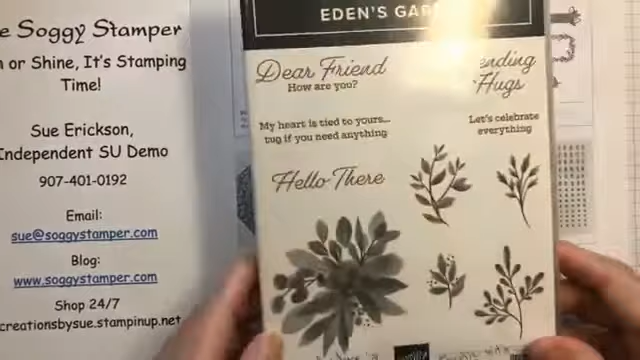 e Soggy Stamper
n or Shine, It's Stamping
Time!
Sue Erickson,
Independent SU Demo
907-401-0192
Email:
sue@soggystamper.com
Blog:
www.soggystamper.com
Shop 24/7
creationsbysue.stampinup.net
EDEN'S GAR
Dear Friend
How are you?
ending
Hugs
My heart is tied to yours...
tug if you need anything
Let's celebrate
everything
Hello There